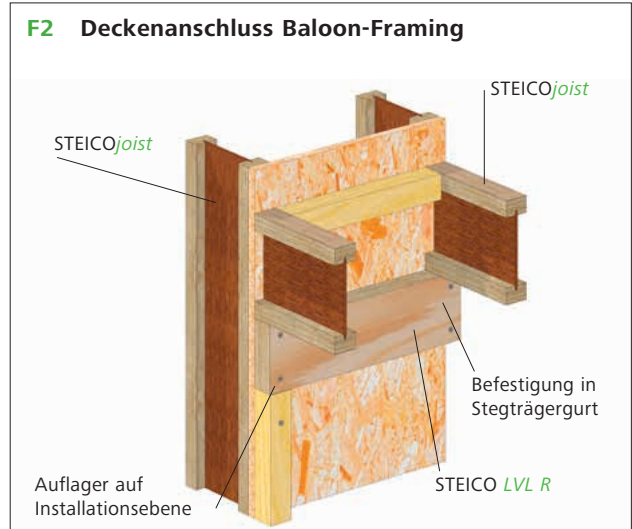 F2 Deckenanschluss Baloon-Framing
STEICOjoist
STEICOjoist
Befestigung in
Stegträgergurt
STEICO LVL R
Auflager auf
Installationsebene